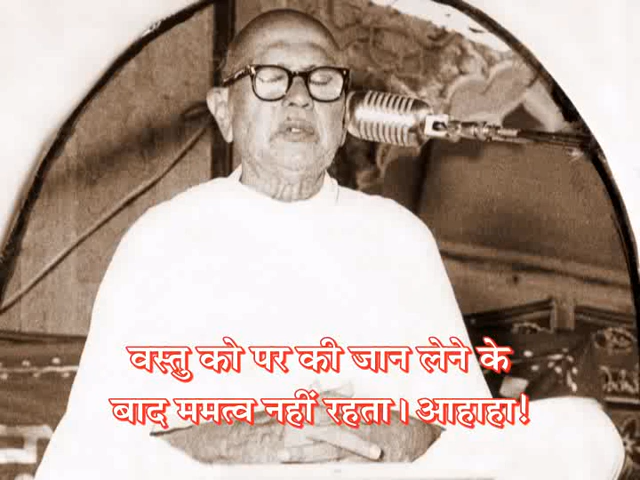 वस्तु को पर की जान लेने के
बाद ममत्व नहीं रहता। आहाहा!